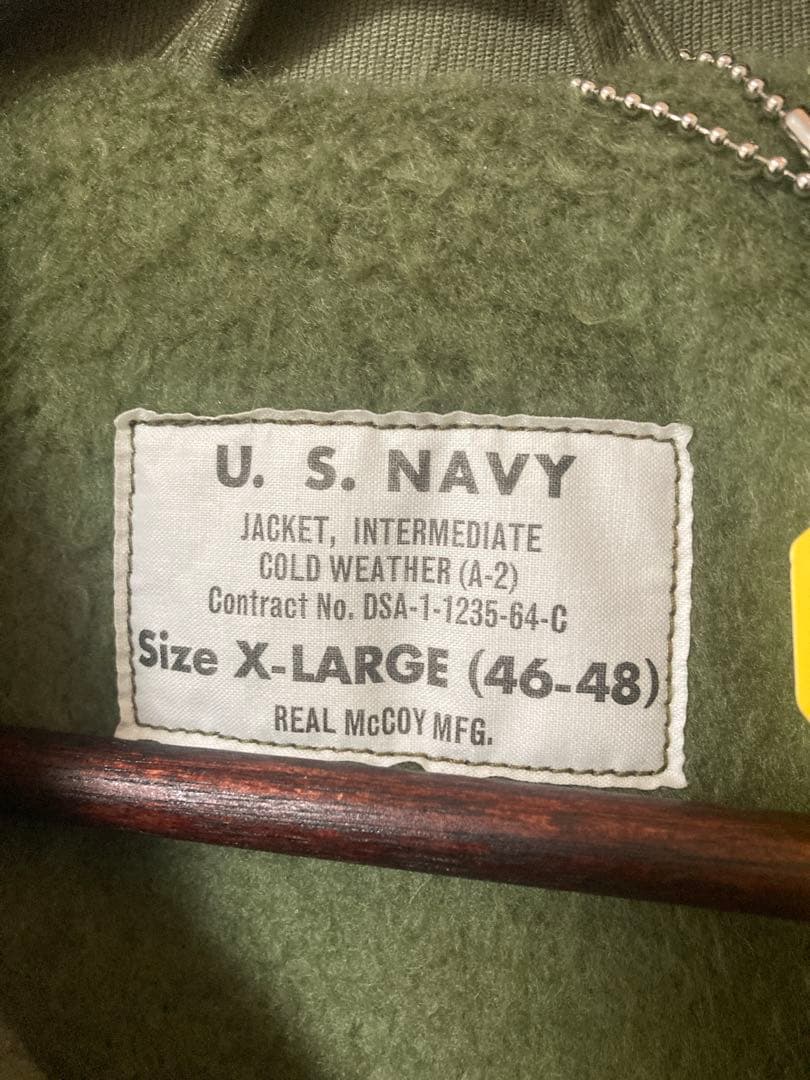 U. S. NAVY
JACKET, INTERMEDIATE
COLD WEATHER (A-2)
Contract No. DSA-1-1235-64-C
Size X-LARGE (46-48)
REAL McCOY MFG.